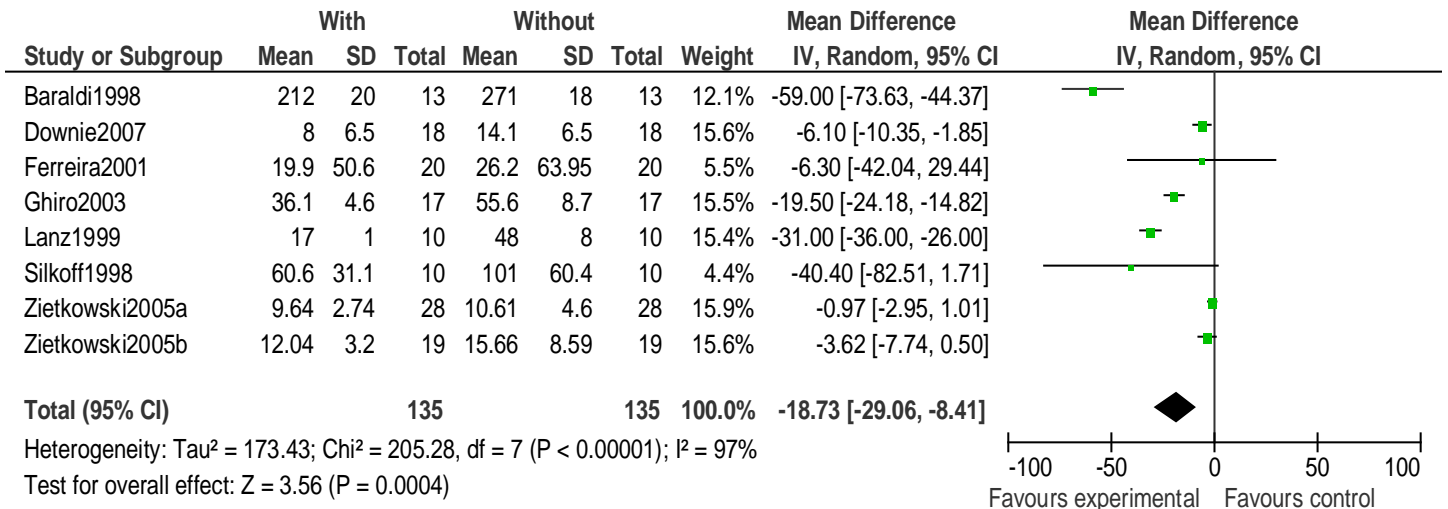 With Without Mean Difference Mean Difference
Study or Subgroup Mean SD Total Mean SD Total Weight IV, Random, 95% CI IV, Random, 95% CI
Baraldi1998 212 20 13 271 18 13 12.1% -59.00 [-73.63, -44.37]
Downie2007 8 6.5 18 14.1 6.5 18 15.6% -6.10 [-10.35, -1.85]
Ferreira2001 19.9 50.6 20 26.2 63.95 20 5.5% -6.30 [-42.04, 29.44]
Ghiro2003 36.1 4.6 17 55.6 8.7 17 15.5% -19.50 [-24.18, -14.82]
Lanz1999 17 1 10 48 8 10 15.4% -31.00 [-36.00, -26.00]
Silkoff1998 60.6 31.1 10 101 60.4 10 4.4% -40.40 [-82.51, 1.71]
Zietkowski2005a 9.64 2.74 28 10.61 4.6 28 15.9% -0.97 [-2.95, 1.01]
Zietkowski2005b 12.04 3.2 19 15.66 8.59 19 15.6% -3.62 [-7.74, 0.50]
Total (95% CI) 135 135 100.0% -18.73 [-29.06, -8.41]
Heterogeneity: Tau² = 173.43; Chi² = 205.28, df = 7 (P < 0.00001); I² = 97%
Test for overall effect: Z = 3.56 (P = 0.0004)
-100 -50 0 50 100
Favours experimental Favours control